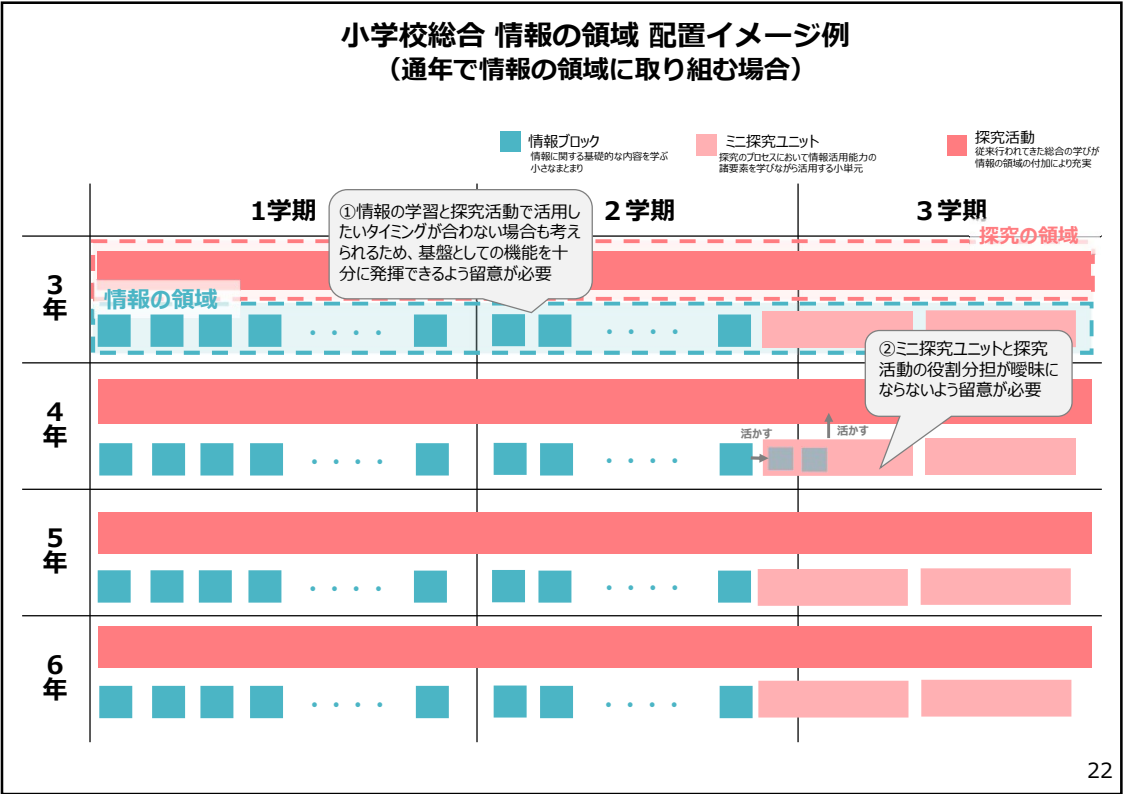 小学校総合 情報の領域 配置イメージ例
（通年で情報の領域に取り組む場合）
情報ブロック
情報に関する基礎的な内容を学ぶ
小さなまとまり
ミニ探究ユニット
探究のプロセスにおいて情報活用能力の
諸要素を学びながら活用する小単元
探究活動
従来行われてきた総合の学びが
情報の領域の付加により充実
1学期
２学期
３学期
①情報の学習と探究活動で活用し
たいタイミングが合わない場合も考え
られるため、基盤としての機能を十
分に発揮できるよう留意が必要
探究の領域
3
年
情報の領域
・・・・
・・・・
②ミニ探究ユニットと探究
活動の役割分担が曖昧に
ならないよう留意が必要
4
年
活かす
活かす
・・・・
・・・・
5
年
・・・・
・・・・
6
年
・・・・
・・・・
22